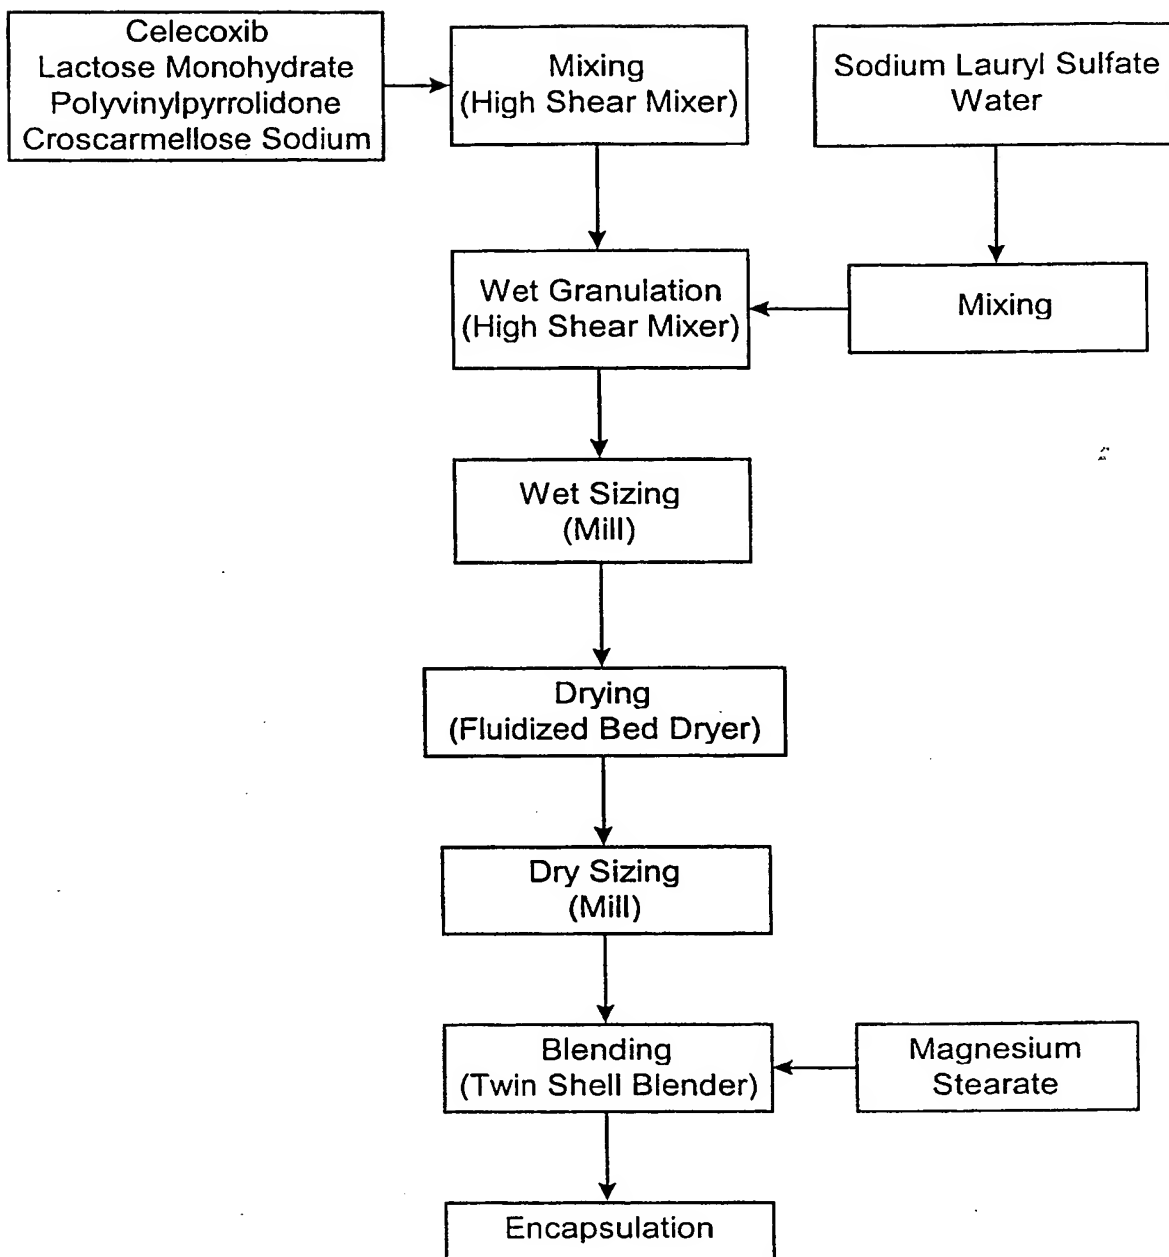 Celecoxib
Lactose Monohydrate
Polyvinylpyrrolidone
Croscarmellose Sodium
Mixing
(High Shear Mixer)
Sodium Lauryl Sulfate
Water
Wet Granulation
(High Shear Mixer)
Mixing
Wet Sizing
(Mill)
Drying
(Fluidized Bed Dryer)
Dry Sizing
(Mill)
Blending
(Twin Shell Blender)
Magnesium
Stearate
Encapsulation